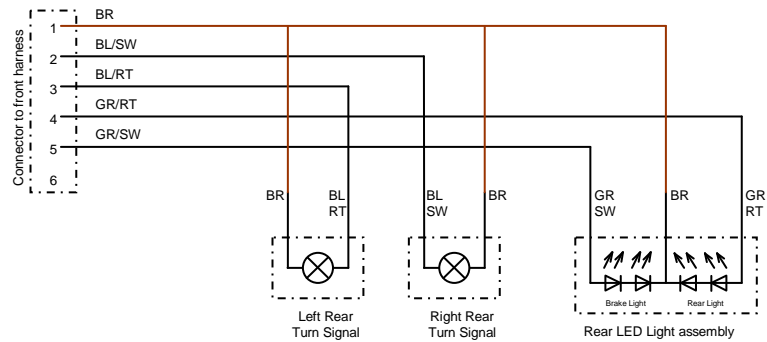 Connector to front harness
1
BR
2
BL/SW
3
BL/RT
4
GR/RT
5
GR/SW
6
BR
BL
RT
BL
SW
BR
GR
SW
BR
GR
RT
Brake Light
Rear Light
Left Rear
Turn Signal
Right Rear
Turn Signal
Rear LED Light assembly